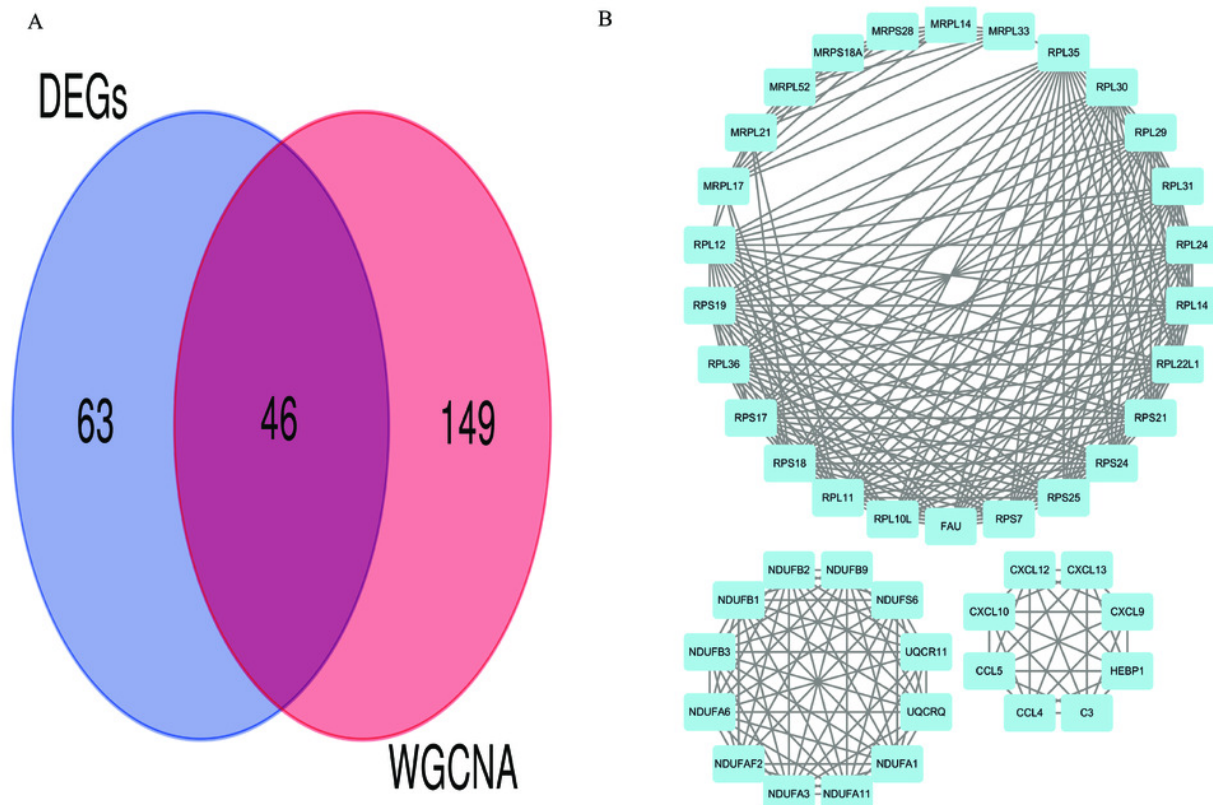 A
DEGs
63
46
149
WGCNA
B
MRPL14
MRPS28
MRPL33
MRPS18A
RPL35
MRPL52
RPL30
MRPL21
RPL29
MRPL17
RPL31
RPL12
RPL24
RPS19
RPL14
RPL36
RPL22L1
RPS17
RPS21
RPS18
RPS24
RPL11
RPS25
RPL10L
FAU
RPS7
NDUFB2
NDUFB9
NDUFB1
NDUFS6
NDUFB3
UQCR11
NDUFA6
UQCRQ
NDUFAF2
NDUFA1
NDUFA3
NDUFA11
CXCL12
CXCL13
CXCL10
CXCL9
CCL5
HEBP1
CCL4
C3